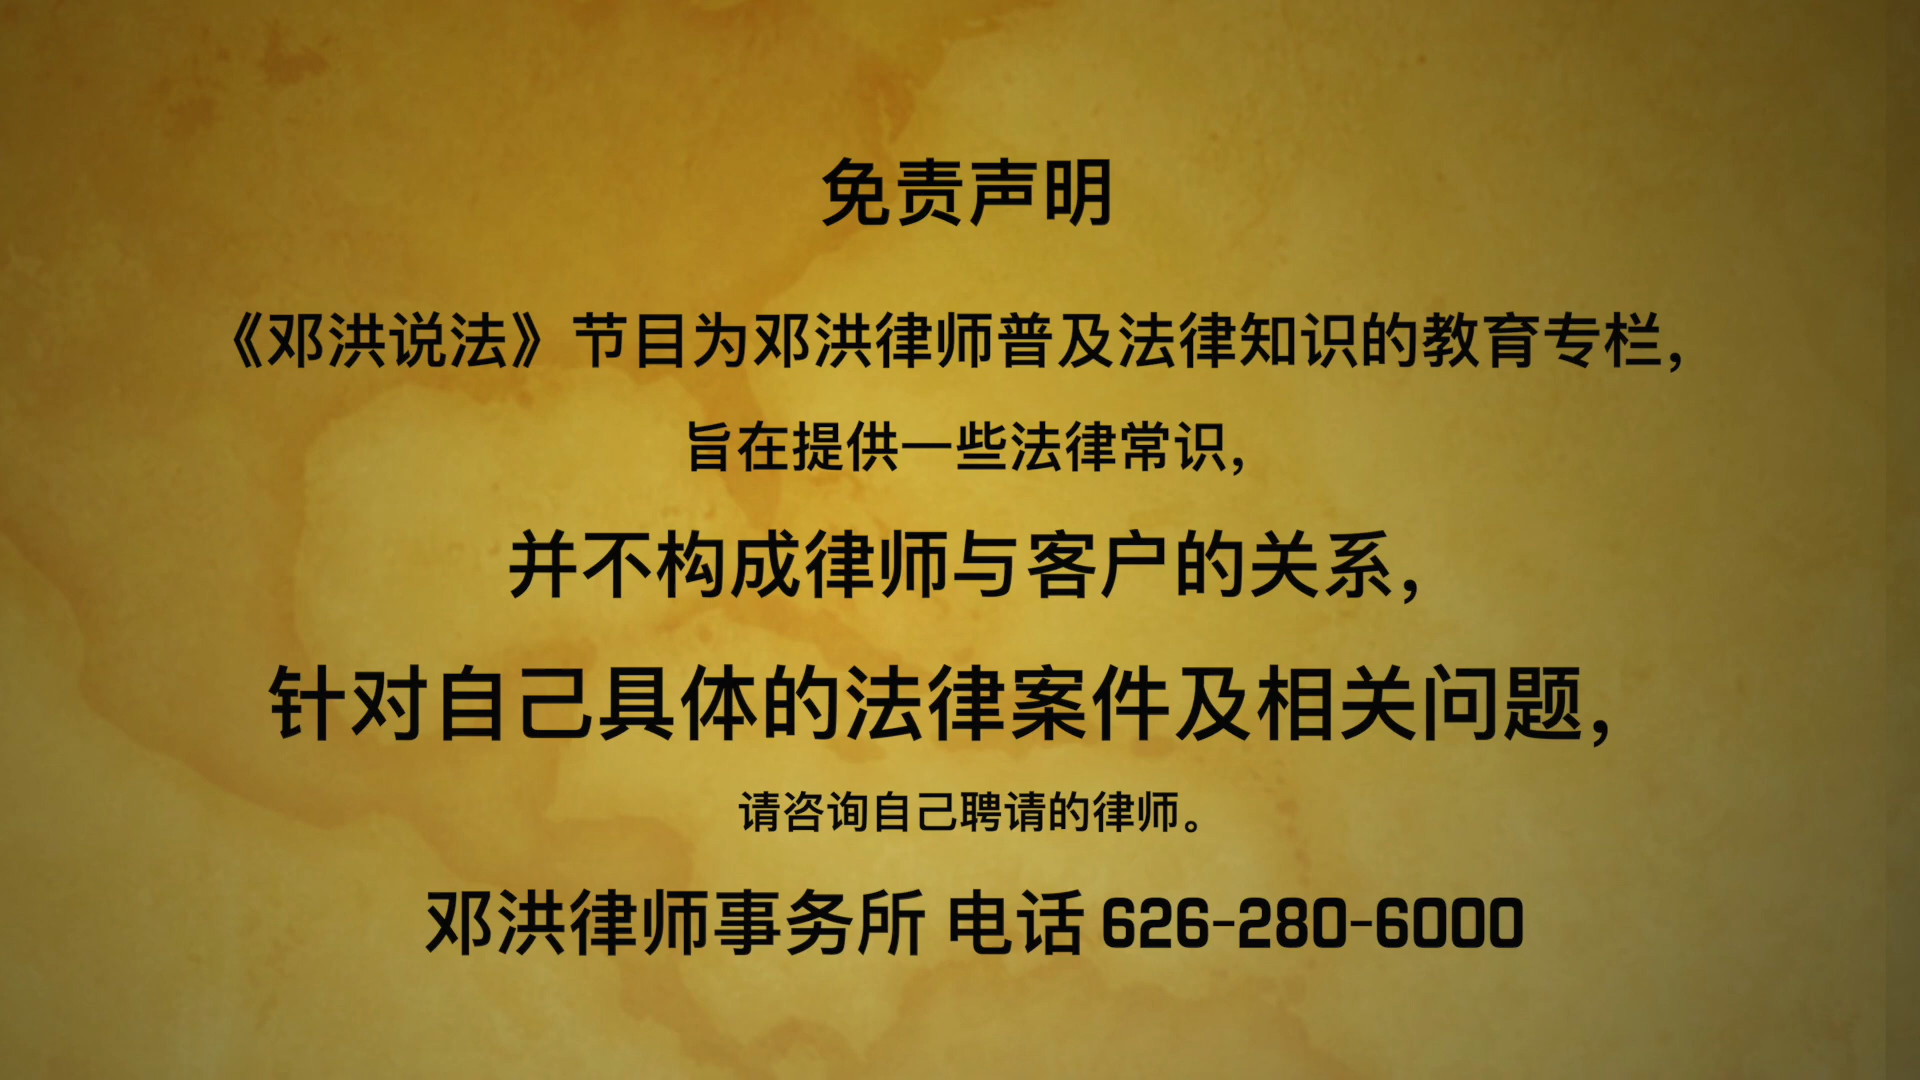 免责声明
《邓洪说法》节目为邓洪律师普及法律知识的教育专栏，
旨在提供一些法律常识，
并不构成律师与客户的关系，
针对自己具体的法律案件及相关问题，
请咨询自己聘请的律师。
邓洪律师事务所 电话 626-280-6000